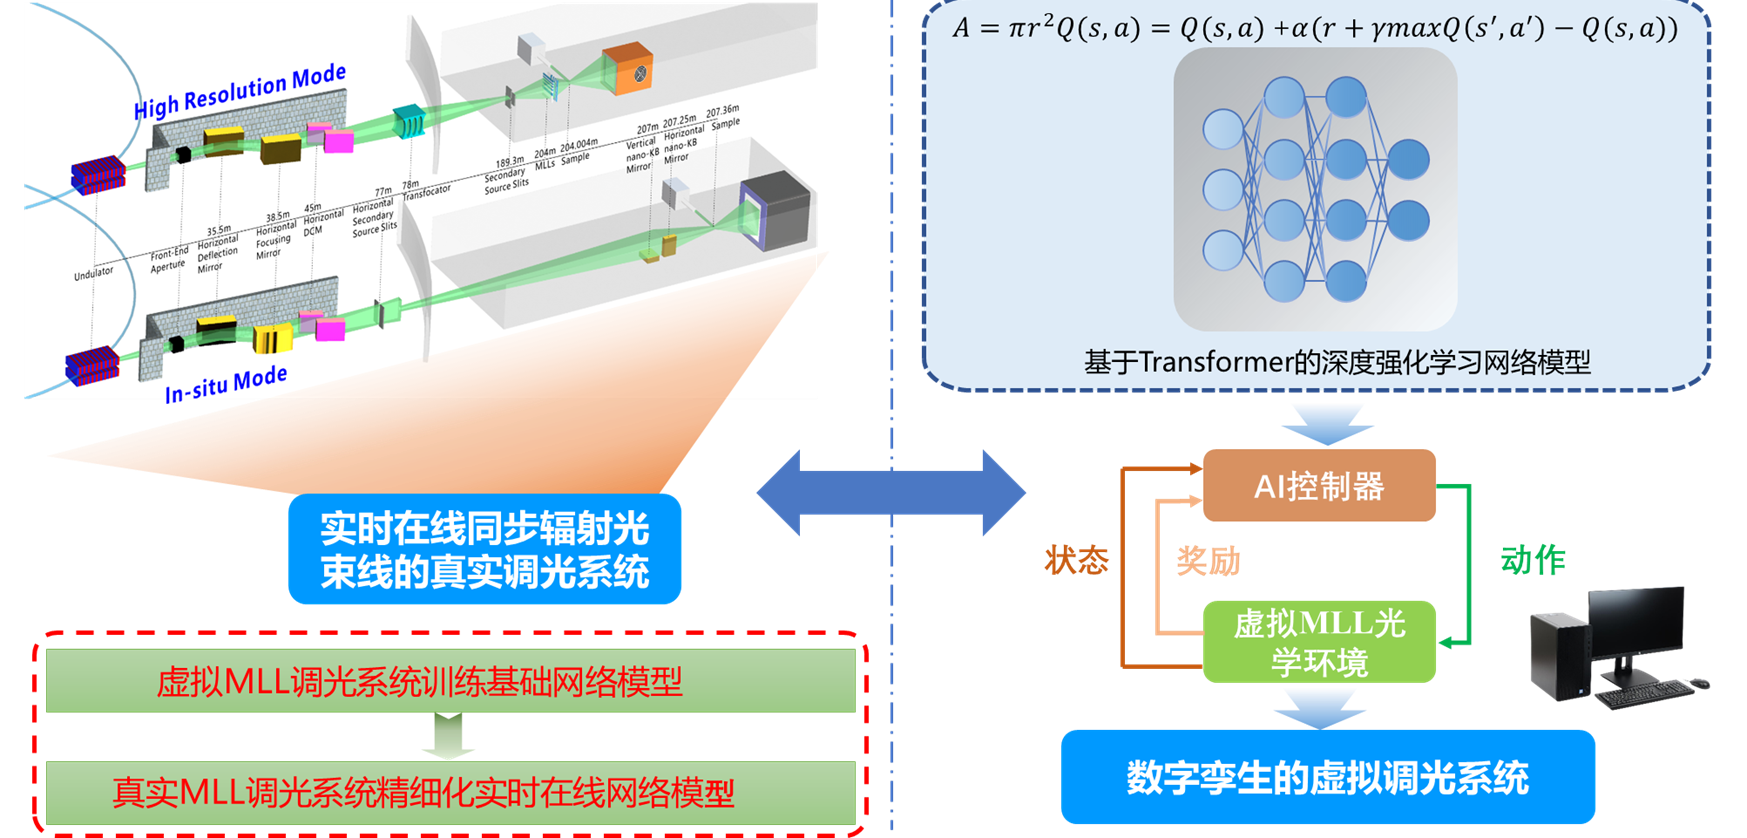 High Resolution Mode
207.36m
Sample
207.25m
Horizontal
nano-KB
Mirror
207m
Vertical
nano-KB
Mirror
204.004m
Sample
204m
MLLs
189.3m
Secondary
Source Slits
78m
Transfocator
77m
Horizontal
Secondary
Source Slits
45m
Horizontal
DCM
38.5m
Horizontal
Focusing
Mirror
35.5m
Horizontal
Deflection
Mirror
Front-End
Aperture
Undulator
In-situ Mode
实时在线同步辐射光
束线的真实调光系统
虚拟MLL调光系统训练基础网络模型
真实MLL调光系统精细化实时在线网络模型
A = πr²Q(s, a) = Q(s, a) +α(r + γmaxQ(s′, a′) − Q(s, a))
基于Transformer的深度强化学习网络模型
AI控制器
状态
奖励
动作
虚拟MLL光
学环境
数字孪生的虚拟调光系统